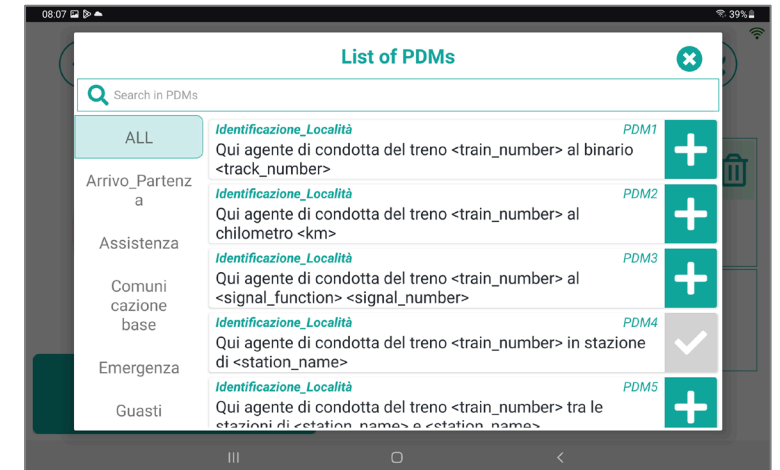 08:07
39%
List of PDMs
Search in PDMs
ALL
Arrivo_Partenz
a
Assistenza
Comuni
cazione
base
Emergenza
Guasti
Identificazione_Località PDM1
Qui agente di condotta del treno <train_number> al binario
<track_number>
Identificazione_Località PDM2
Qui agente di condotta del treno <train_number> al
chilometro <km>
Identificazione_Località PDM3
Qui agente di condotta del treno <train_number> al
<signal_function> <signal_number>
Identificazione_Località PDM4
Qui agente di condotta del treno <train_number> in stazione
di <station_name>
Identificazione_Località PDM5
Qui agente di condotta del treno <train_number> tra le
stazioni di <station_name> e <station_name>